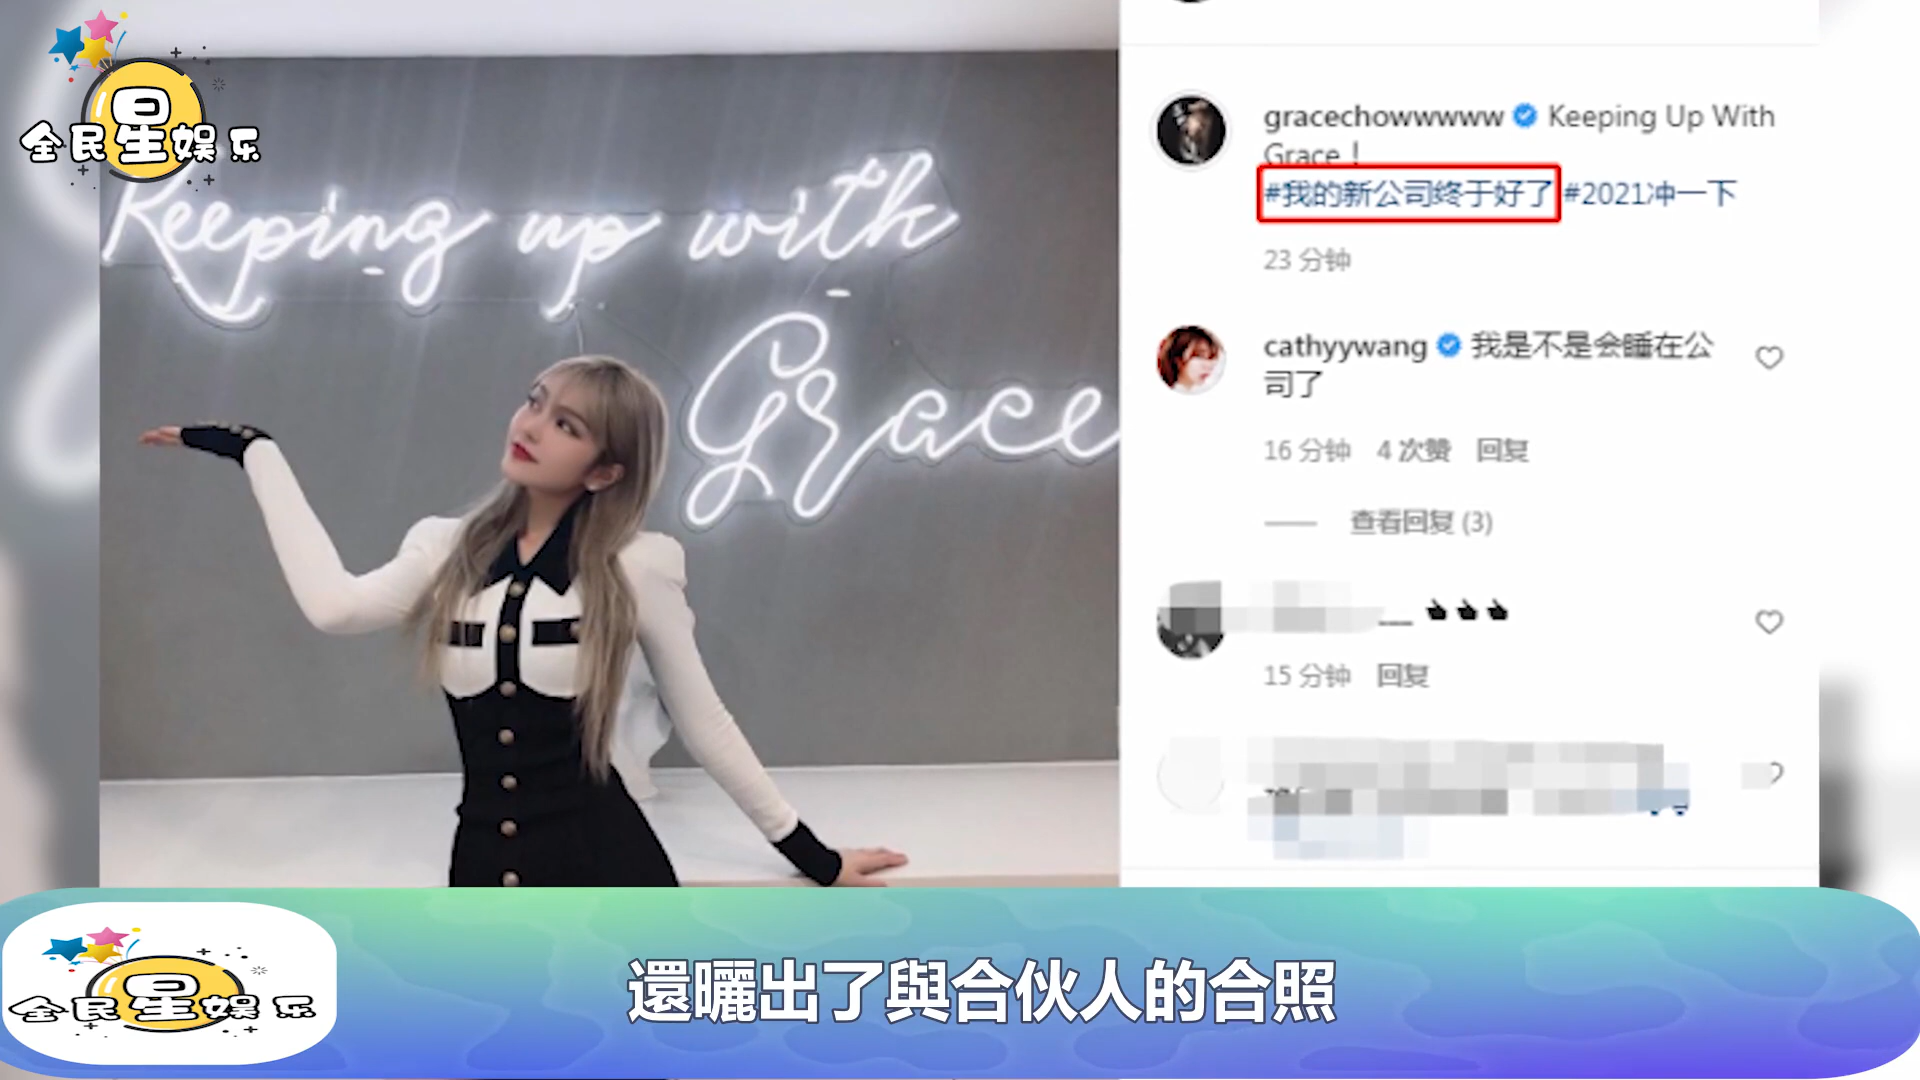 全民星娱乐
Keeping up with
Grace
gracechowwwww Keeping Up With
Grace！
#我的新公司终于好了 #2021冲一下
23 分钟
cathyywang 我是不是会睡在公
司了
16 分钟 4 次赞 回复
查看回复 (3)
15 分钟 回复
全民星娱乐
還曬出了與合伙人的合照